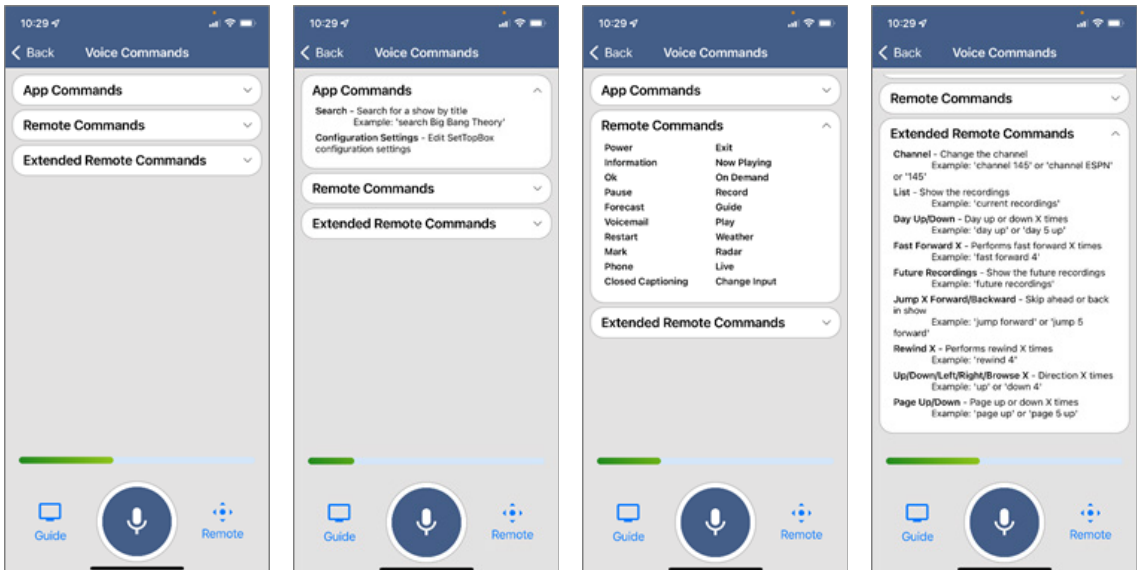 10:29
Back Voice Commands
App Commands
Remote Commands
Extended Remote Commands
Guide
Remote
10:29
Back Voice Commands
App Commands
Search - Search for a show by title
Example: 'search Big Bang Theory'
Configuration Settings - Edit SetTopBox
configuration settings
Remote Commands
Extended Remote Commands
Guide
Remote
10:29
Back Voice Commands
App Commands
Remote Commands
Power Exit
Information Now Playing
Ok On Demand
Pause Record
Forecast Guide
Voicemail Play
Restart Weather
Mark Radar
Phone Live
Closed Captioning Change Input
Extended Remote Commands
Guide
Remote
10:29
Back Voice Commands
Remote Commands
Extended Remote Commands
Channel - Change the channel
Example: 'channel 145' or 'channel ESPN'
or '145'
List - Show the recordings
Example: 'current recordings'
Day Up/Down - Day up or down X times
Example: 'day up' or 'day 5 up'
Fast Forward X - Performs fast forward X times
Example: 'fast forward 4'
Future Recordings - Show the future recordings
Example: 'future recordings'
Jump X Forward/Backward - Skip ahead or back
in show
Example: 'jump forward' or 'jump 5
forward'
Rewind X - Performs rewind X times
Example: 'rewind 4'
Up/Down/Left/Right/Browse X - Direction X times
Example: 'up' or 'down 4'
Page Up/Down - Page up or down X times
Example: 'page up' or 'page 5 up'
Guide
Remote